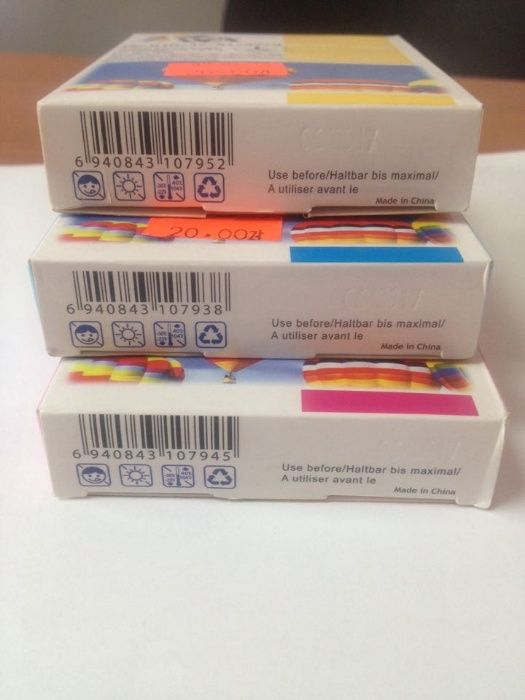 6 940843 107952
Use before/Haltbar bis maximal/
A utiliser avant le
Made in China
20.00zł
6 940843 107938
Use before/Haltbar bis maximal/
A utiliser avant le
Made in China
6 940843 107945
Use before/Haltbar bis maximal/
A utiliser avant le
Made in China